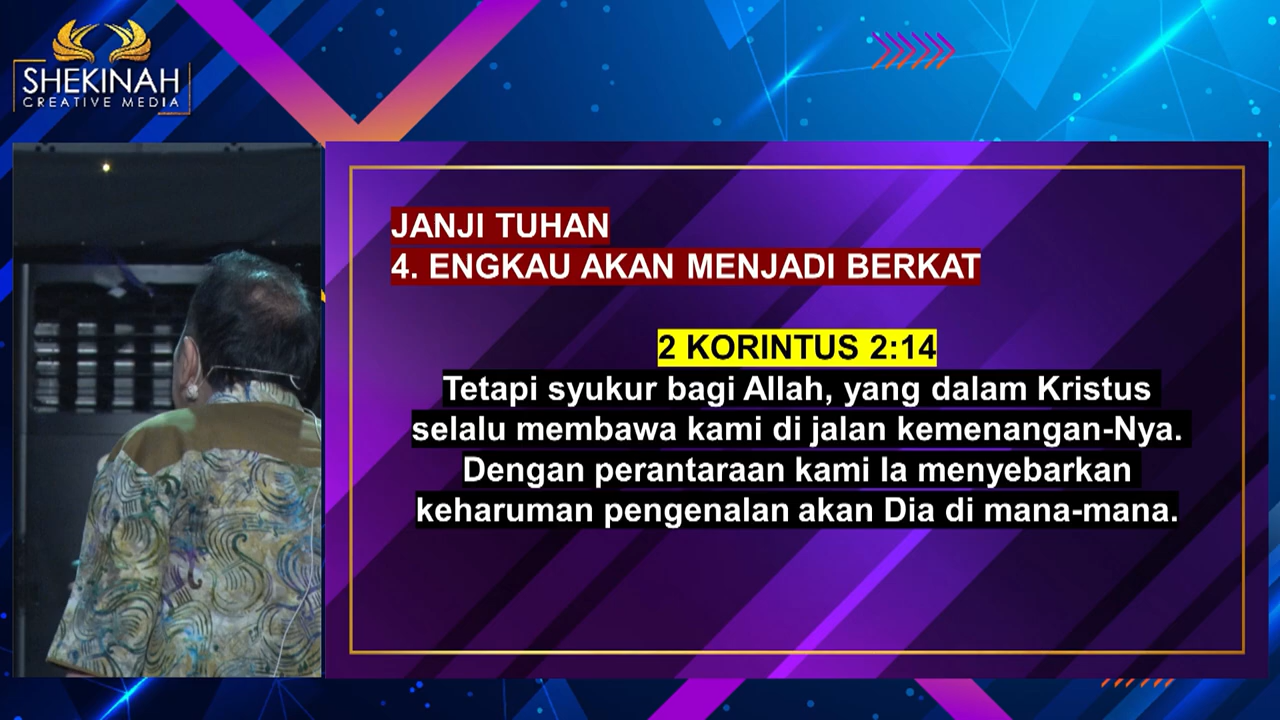 SHEKINAH
CREATIVE MEDIA
JANJI TUHAN
4. ENGKAU AKAN MENJADI BERKAT
2 KORINTUS 2:14
Tetapi syukur bagi Allah, yang dalam Kristus
selalu membawa kami di jalan kemenangan-Nya.
Dengan perantaraan kami Ia menyebarkan
keharuman pengenalan akan Dia di mana-mana.